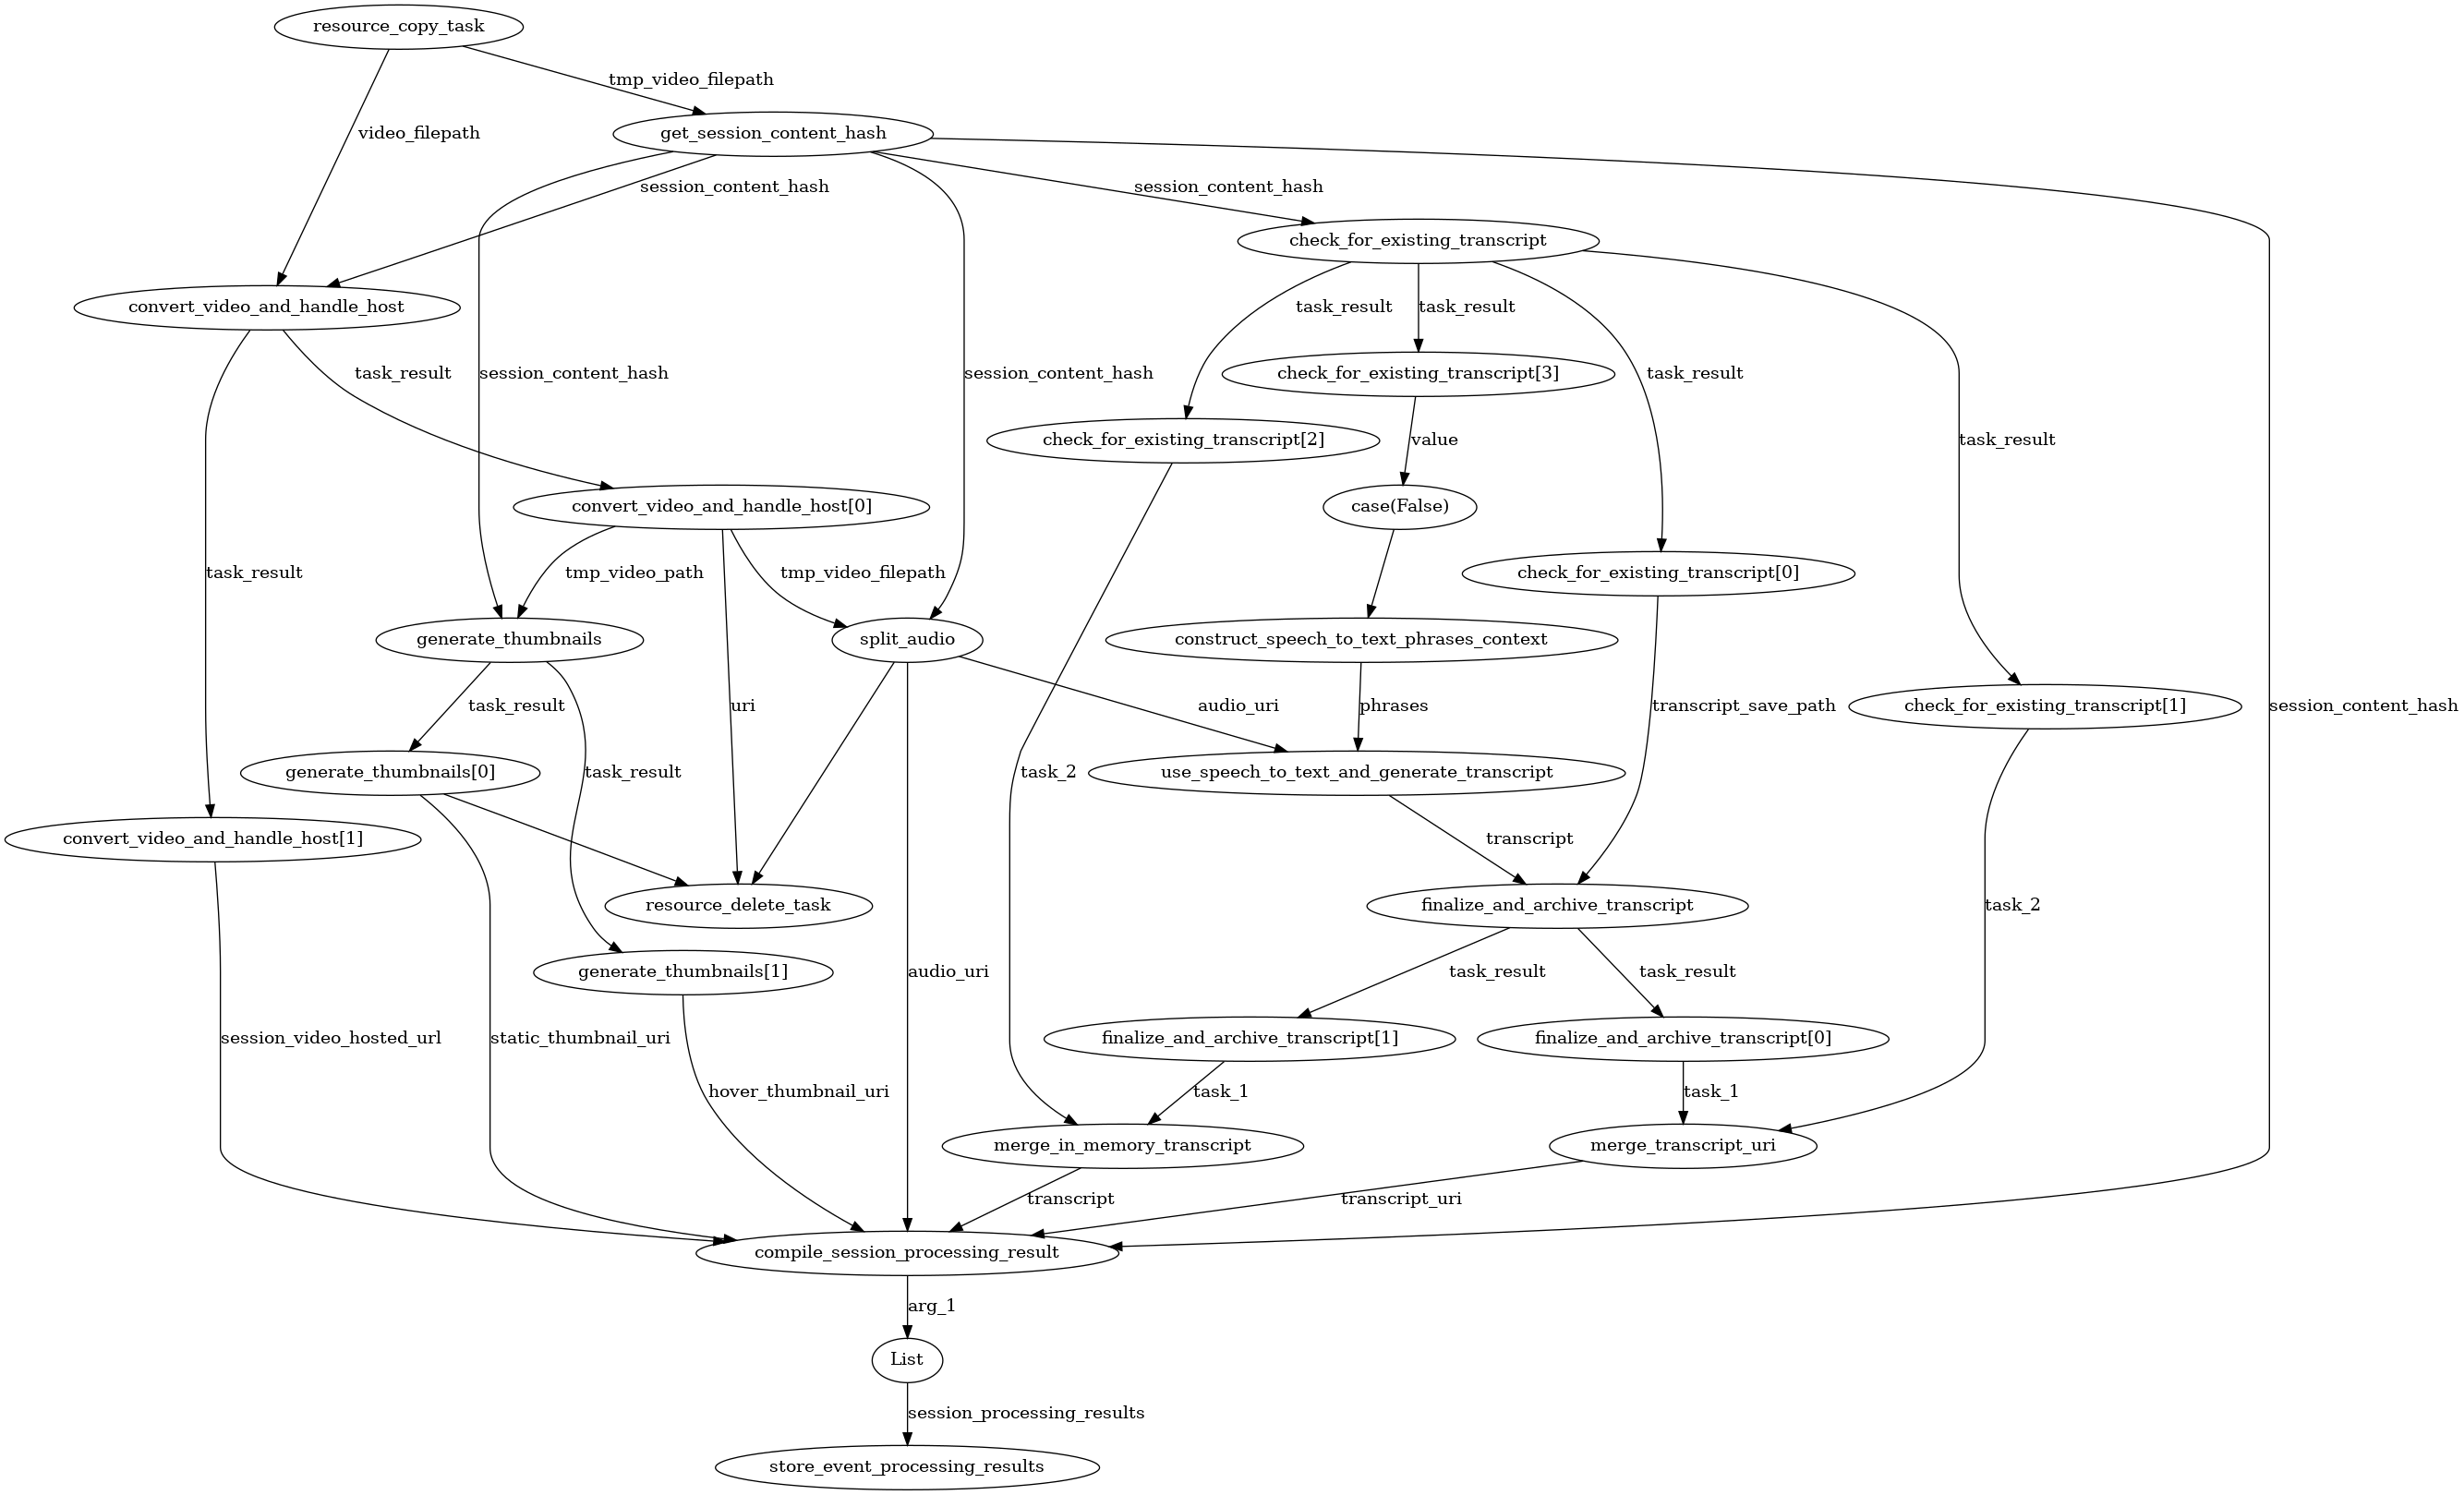 resource_copy_task
tmp_video_filepath
video_filepath
get_session_content_hash
session_content_hash
session_content_hash
check_for_existing_transcript
convert_video_and_handle_host
task_result
task_result
task_result
session_content_hash
session_content_hash
check_for_existing_transcript[3]
task_result
check_for_existing_transcript[2]
value
task_result
convert_video_and_handle_host[0]
case(False)
task_result
tmp_video_path
tmp_video_filepath
check_for_existing_transcript[0]
generate_thumbnails
split_audio
construct_speech_to_text_phrases_context
task_result
uri
audio_uri
phrases
transcript_save_path
check_for_existing_transcript[1]
session_content_hash
generate_thumbnails[0]
task_result
task_2
use_speech_to_text_and_generate_transcript
convert_video_and_handle_host[1]
transcript
resource_delete_task
finalize_and_archive_transcript
task_2
generate_thumbnails[1]
audio_uri
task_result
task_result
session_video_hosted_url
static_thumbnail_uri
finalize_and_archive_transcript[1]
finalize_and_archive_transcript[0]
hover_thumbnail_uri
task_1
task_1
merge_in_memory_transcript
merge_transcript_uri
transcript
transcript_uri
compile_session_processing_result
arg_1
List
session_processing_results
store_event_processing_results